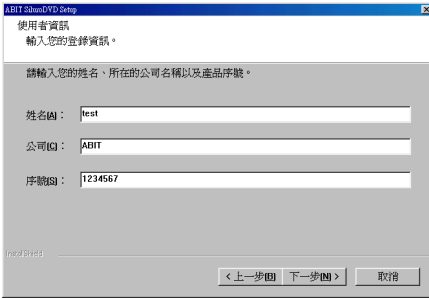 ABIT SiluroDVD Setup
使用者資訊
輸入您的登錄資訊。
請輸入您的姓名、所在的公司名稱以及產品序號。
姓名(A)： test
公司(C)： ABIT
序號(S)： 1234567
InstallShield
< 上一步(B) 下一步(N) > 取消